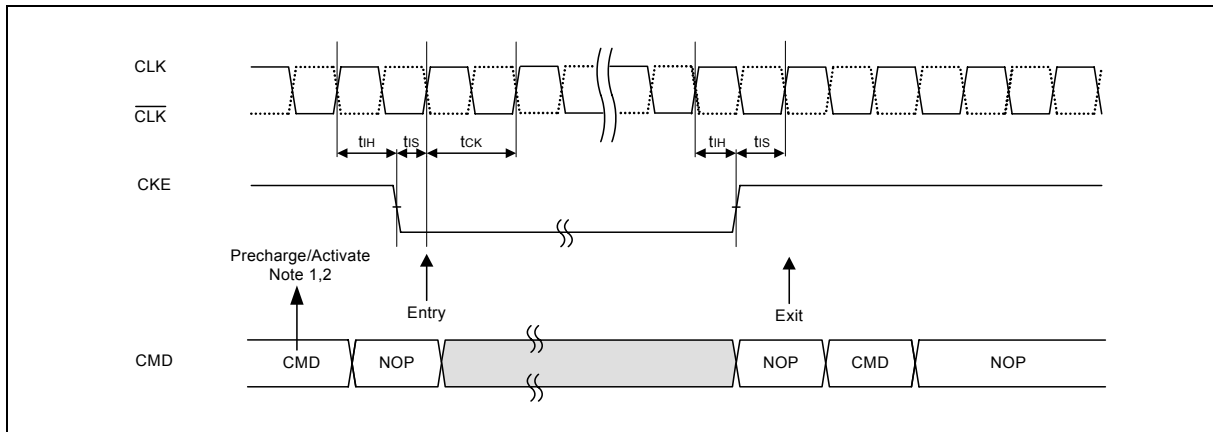 CLK
CLK
tIH
tIS
tCK
tIH
tIS
CKE
Precharge/Activate
Note 1,2
Entry
Exit
CMD
CMD
NOP
NOP
CMD
NOP